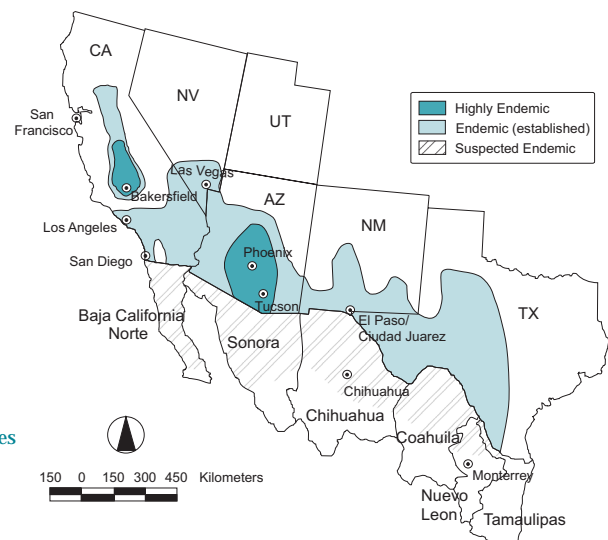 CA
NV
UT
San
Francisco
Highly Endemic
Endemic (established)
Suspected Endemic
Las Vegas
Bakersfield
AZ
NM
Los Angeles
Phoenix
San Diego
Tucson
El Paso/
Ciudad Juarez
TX
Baja California
Norte
Sonora
Chihuahua
Chihuahua
Coahuila
es
150 0 150 300 450 Kilometers
Monterrey
Nuevo
Leon
Tamaulipas